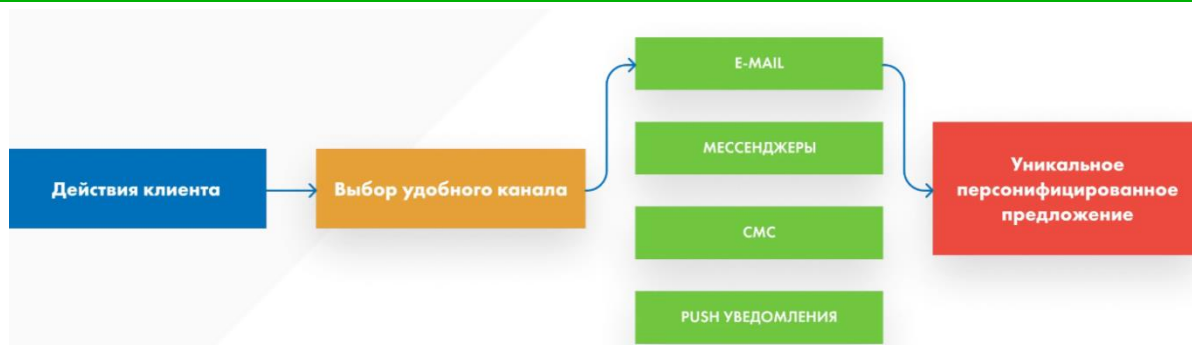 Действия клиента
Выбор удобного канала
E-MAIL
МЕССЕНДЖЕРЫ
СМС
PUSH УВЕДОМЛЕНИЯ
Уникальное
персонифицированное
предложение